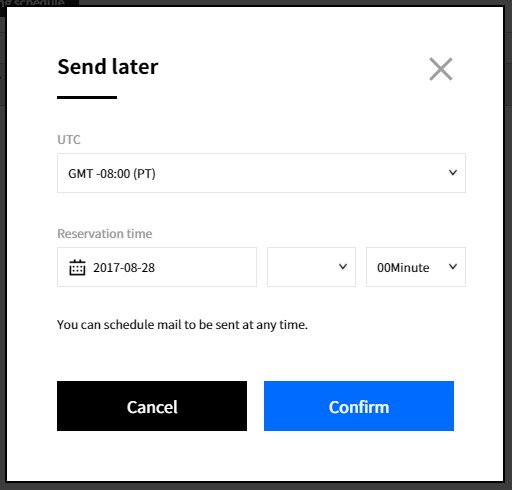 Send later
UTC
GMT -08:00 (PT)
Reservation time
2017-08-28
00Minute
You can schedule mail to be sent at any time.
Cancel
Confirm